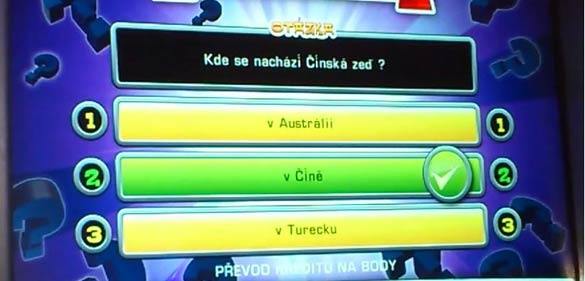 OTÁZKA
Kde se nachází Čínská zeď ?
1 v Austrálii 1
2 v Číně 2
3 v Turecku 3
PŘEVOD KREDITU NA BODY